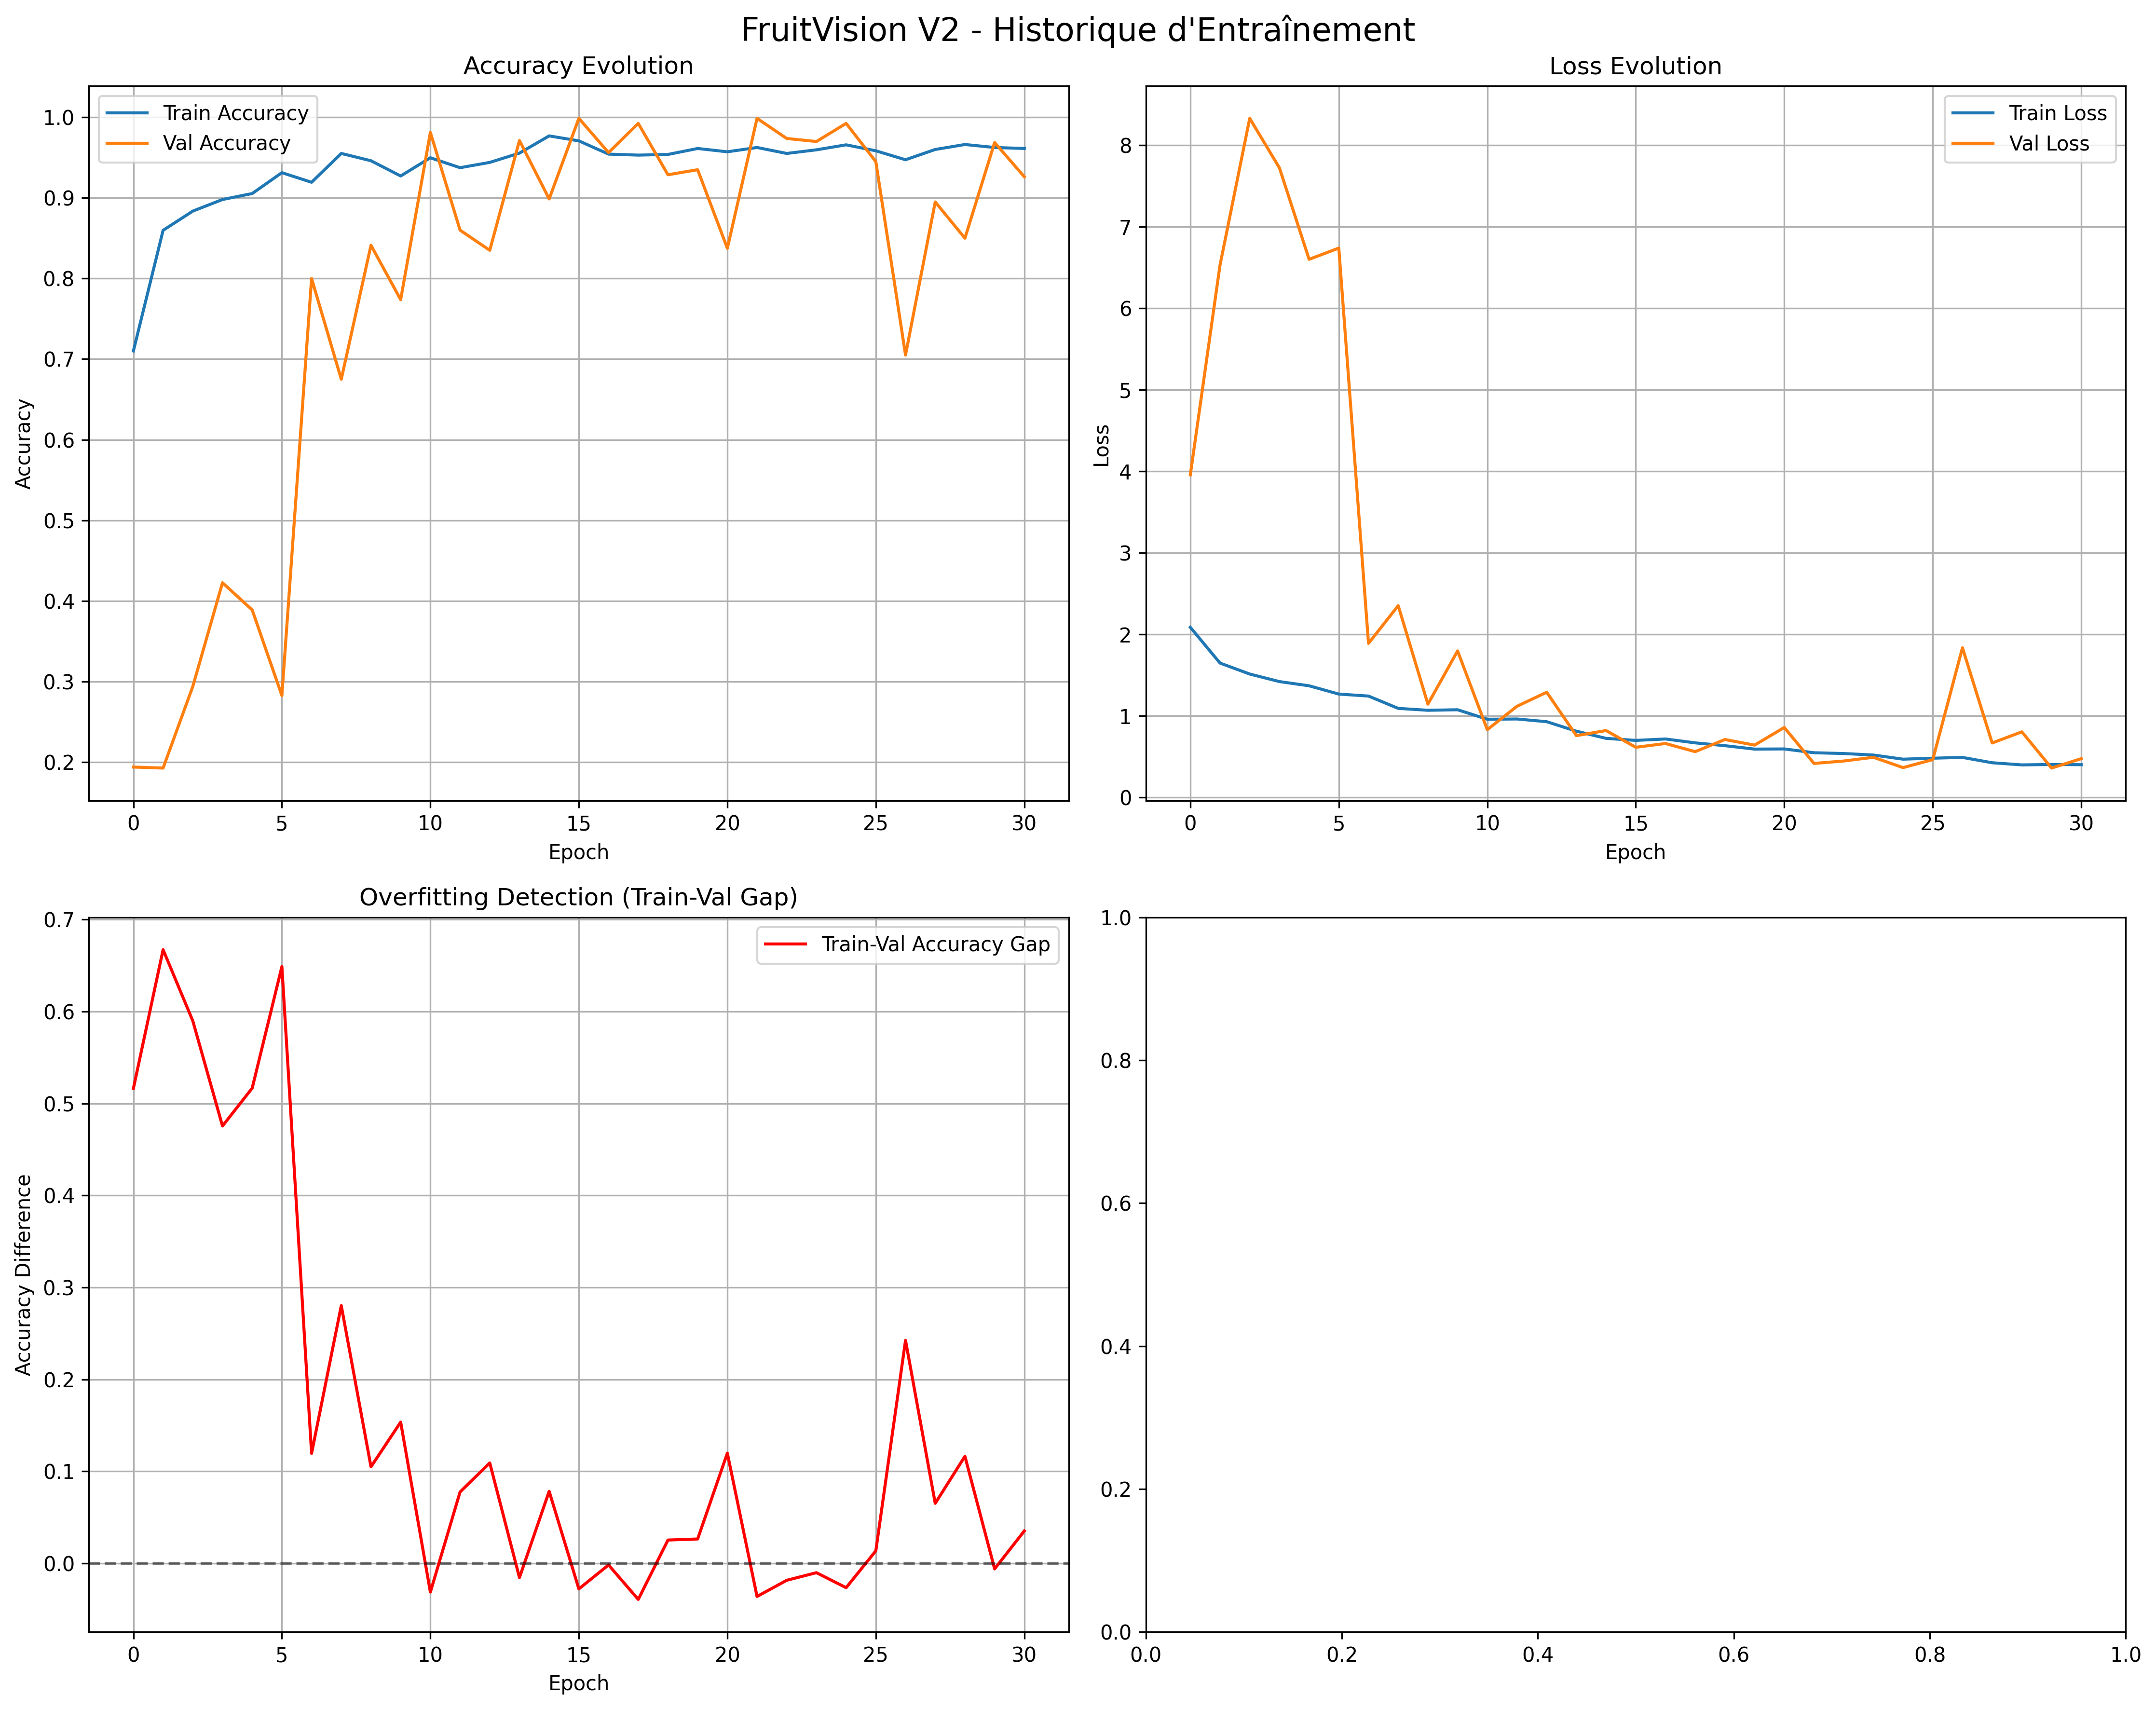 FruitVision V2 - Historique d'Entraînement
Accuracy Evolution
Train Accuracy
Val Accuracy
1.0
0.9
0.8
0.7
0.6
0.5
0.4
0.3
0.2
Accuracy
0 5 10 15 20 25 30
Epoch
Loss Evolution
Train Loss
Val Loss
8
7
6
5
4
3
2
1
0
Loss
0 5 10 15 20 25 30
Epoch
Overfitting Detection (Train-Val Gap)
Train-Val Accuracy Gap
0.7
0.6
0.5
0.4
0.3
0.2
0.1
0.0
Accuracy Difference
0 5 10 15 20 25 30
Epoch
1.0
0.8
0.6
0.4
0.2
0.0
0.0 0.2 0.4 0.6 0.8 1.0